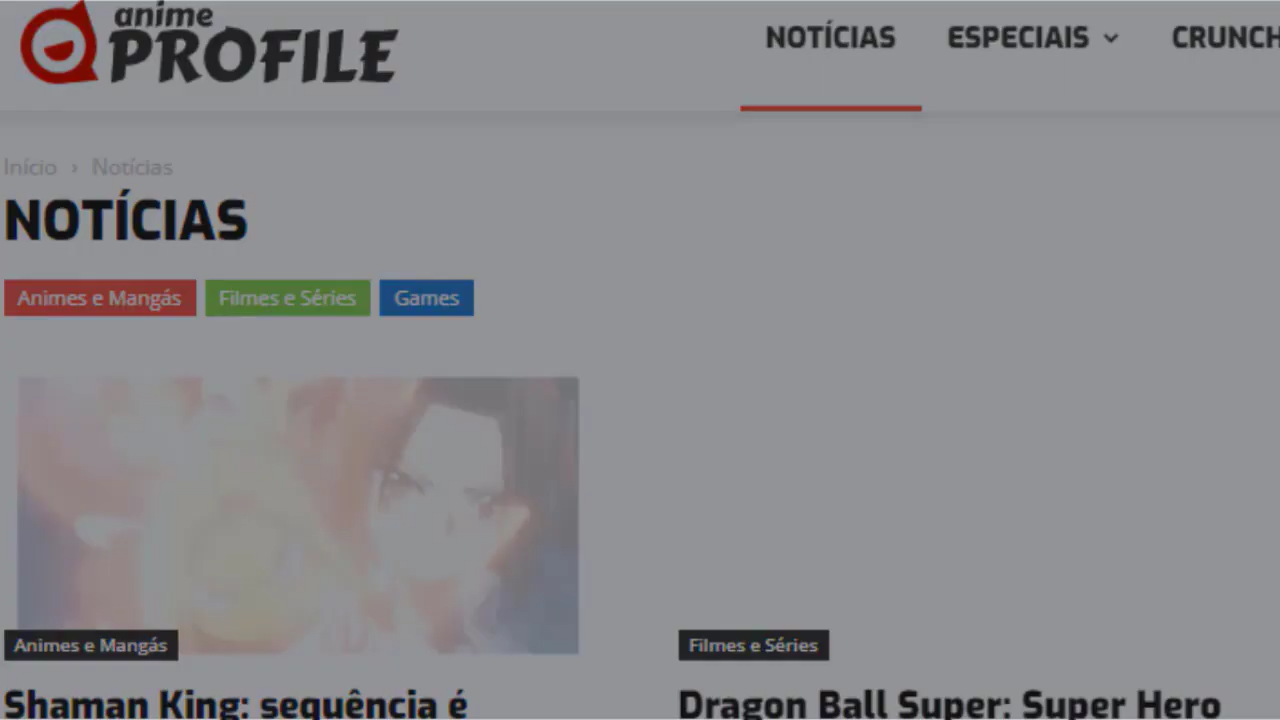 anime
PROFILE
NOTÍCIAS
ESPECIAIS
CRUNCH
Início › Notícias
NOTÍCIAS
Animes e Mangás
Filmes e Séries
Games
Animes e Mangás
Filmes e Séries
Shaman King: sequência é
Dragon Ball Super: Super Hero